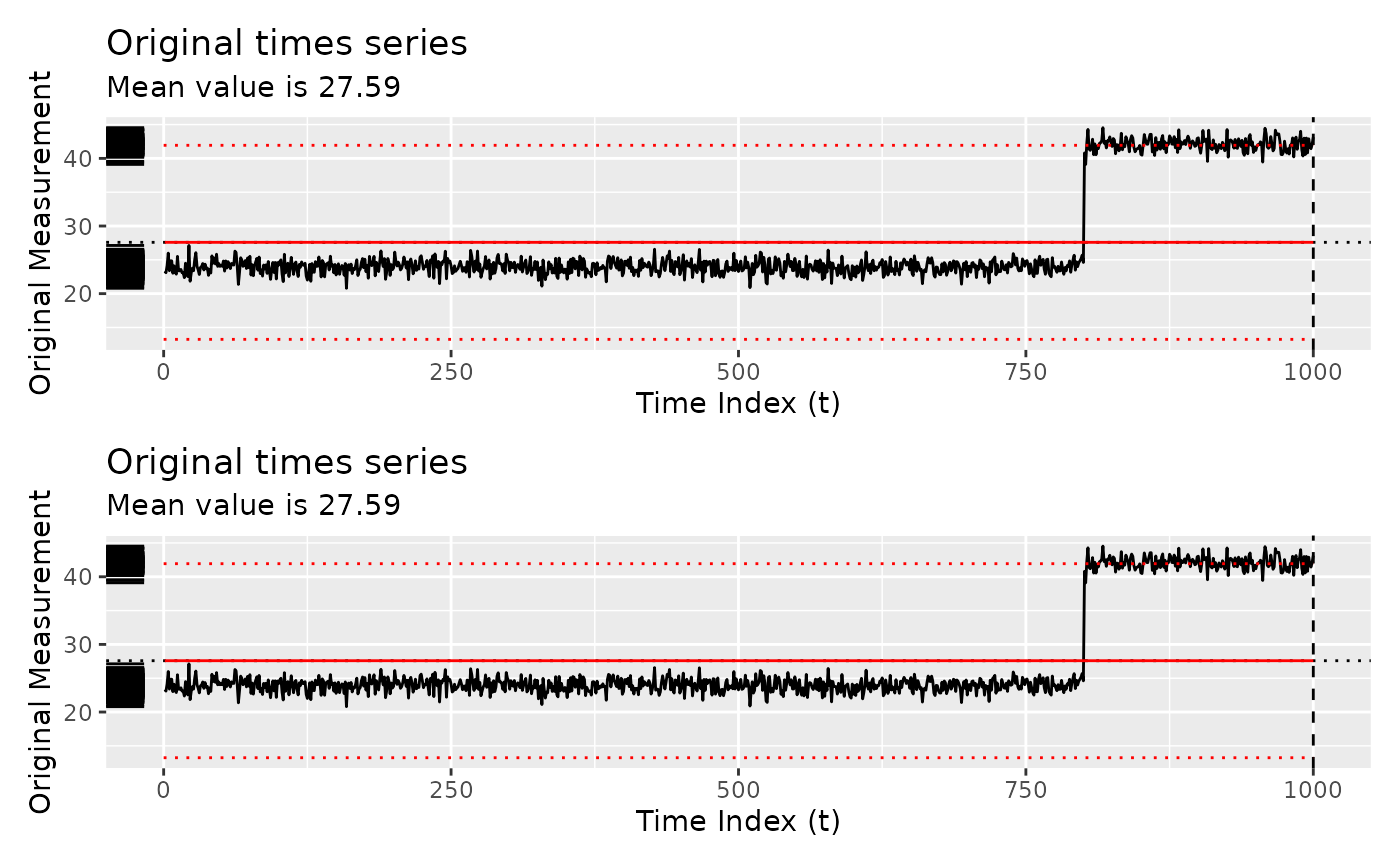 Original times series
Mean value is 27.59
Original Measurement
40
30
20
0 250 500 750 1000
Time Index (t)
Original times series
Mean value is 27.59
Original Measurement
40
30
20
0 250 500 750 1000
Time Index (t)